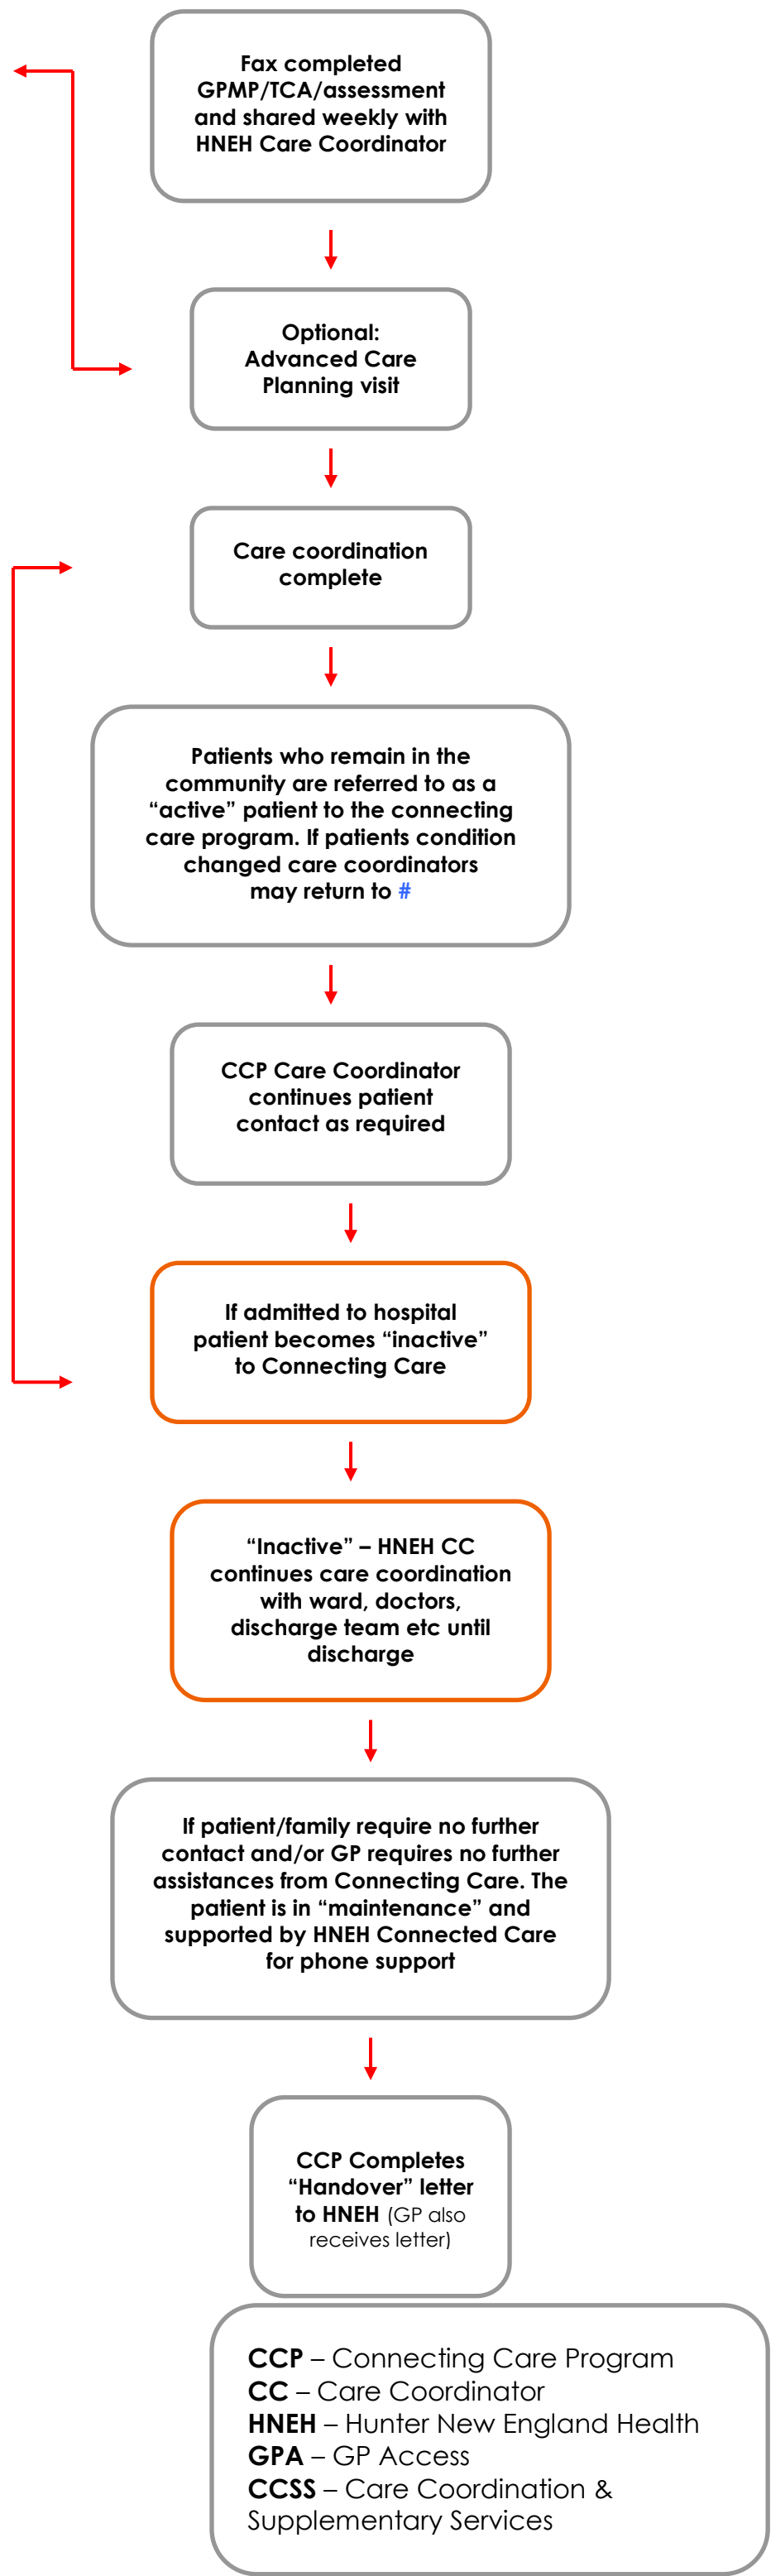 Fax completed
GPMP/TCA/assessment
and shared weekly with
HNEH Care Coordinator
Optional:
Advanced Care
Planning visit
Care coordination
complete
Patients who remain in the
community are referred to as a
“active” patient to the connecting
care program. If patients condition
changed care coordinators
may return to #
CCP Care Coordinator
continues patient
contact as required
If admitted to hospital
patient becomes “inactive”
to Connecting Care
“Inactive” – HNEH CC
continues care coordination
with ward, doctors,
discharge team etc until
discharge
If patient/family require no further
contact and/or GP requires no further
assistances from Connecting Care. The
patient is in “maintenance” and
supported by HNEH Connected Care
for phone support
CCP Completes
“Handover” letter
to HNEH (GP also
receives letter)
CCP – Connecting Care Program
CC – Care Coordinator
HNEH – Hunter New England Health
GPA – GP Access
CCSS – Care Coordination &
Supplementary Services